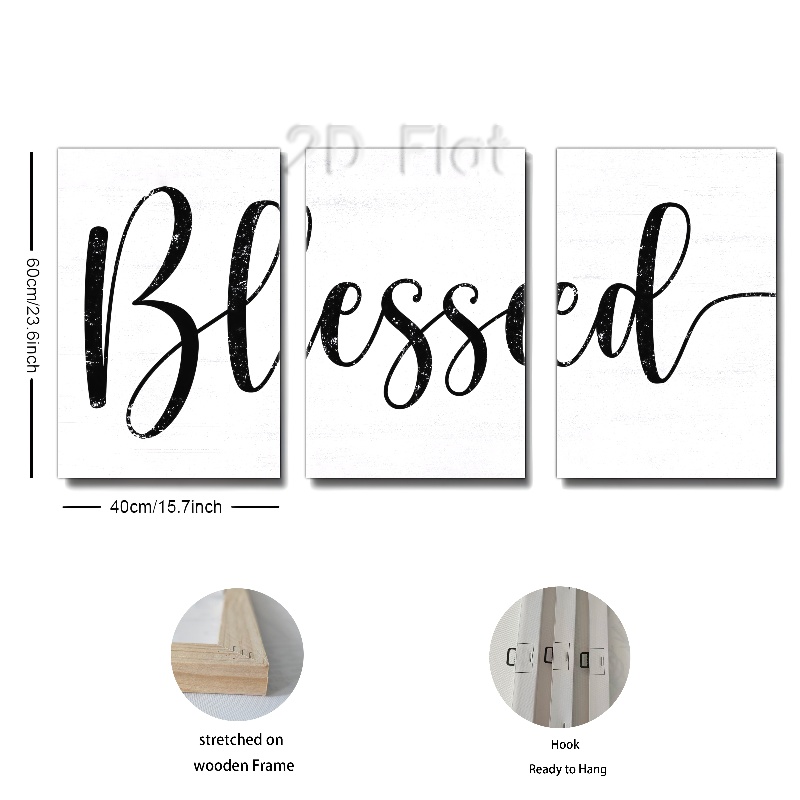 2D Flat
Blessed
60cm/23.6inch
40cm/15.7inch
stretched on
wooden Frame
Hook
Ready to Hang